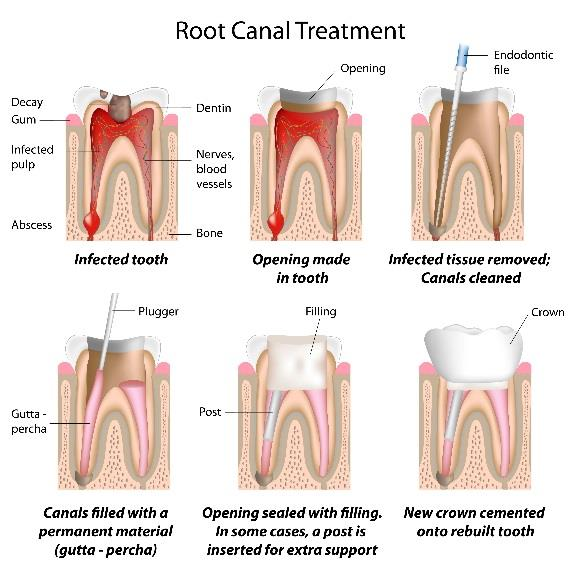 Root Canal Treatment
Decay
Gum
Infected
pulp
Abscess
Dentin
Nerves,
blood
vessels
Bone
Infected tooth
Opening
Opening made
in tooth
Endodontic
file
Infected tissue removed;
Canals cleaned
Plugger
Gutta -
percha
Canals filled with a
permanent material
(gutta - percha)
Filling
Post
Opening sealed with filling.
In some cases, a post is
inserted for extra support
Crown
New crown cemented
onto rebuilt tooth